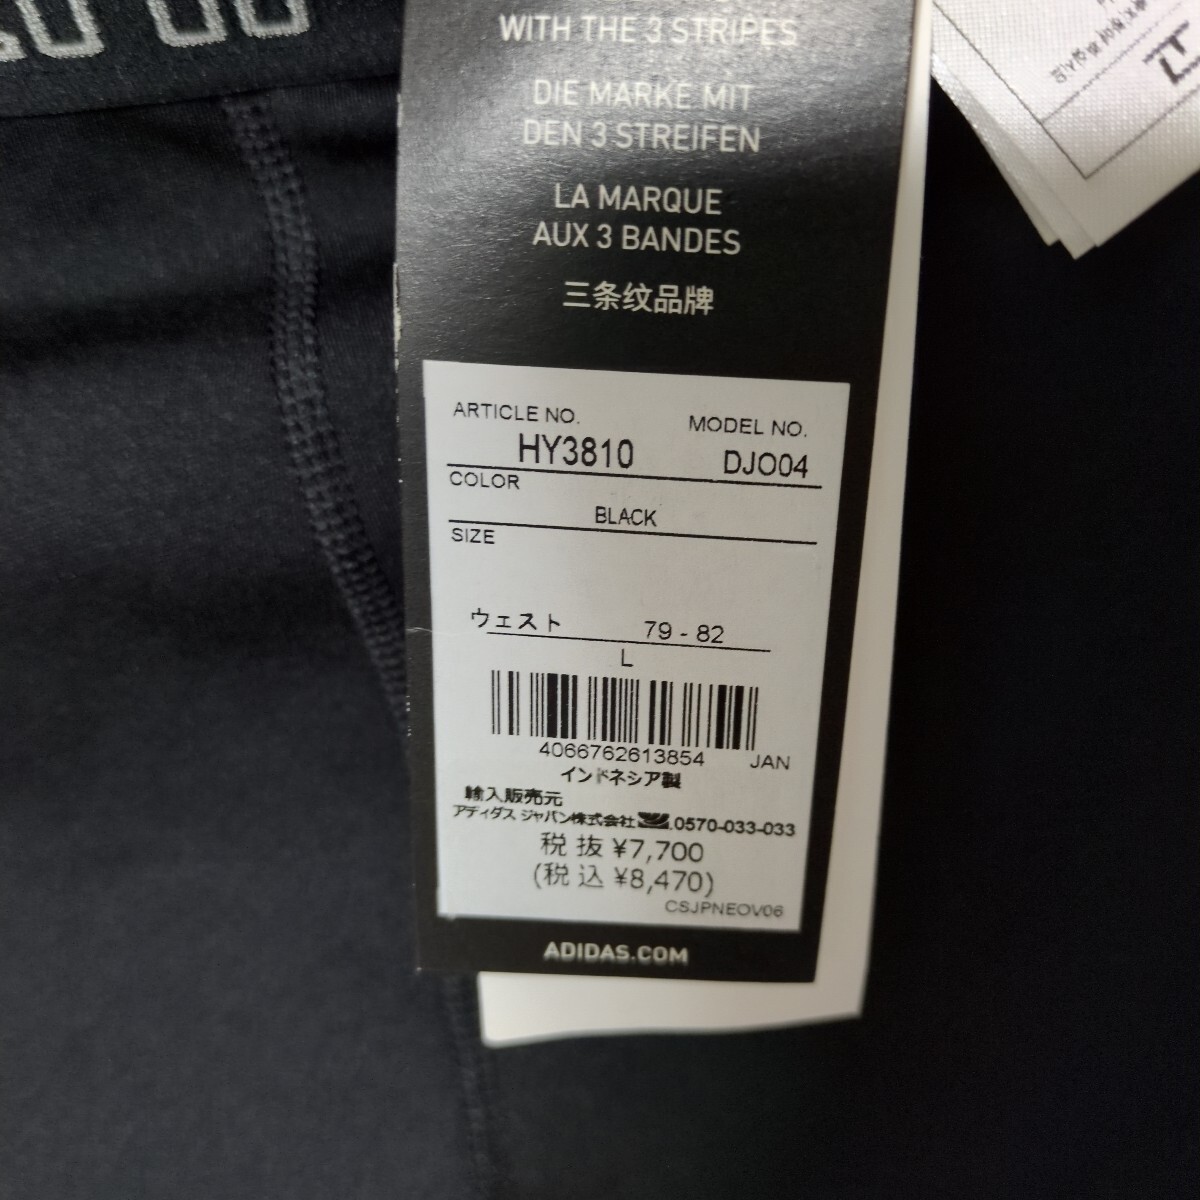 WITH THE 3 STRIPES
DIE MARKE MIT
DEN 3 STREIFEN
LA MARQUE
AUX 3 BANDES
三条纹品牌
ARTICLE NO. MODEL NO.
HY3810 DJO04
COLOR
BLACK
SIZE
ウェスト 79 - 82
L
4066762613854 JAN
インドネシア製
輸入販売元
アディダス ジャパン株式会社 0570-033-033
税抜 ¥7,700
(税込 ¥8,470)
CSJPNEOV06
ADIDAS.COM